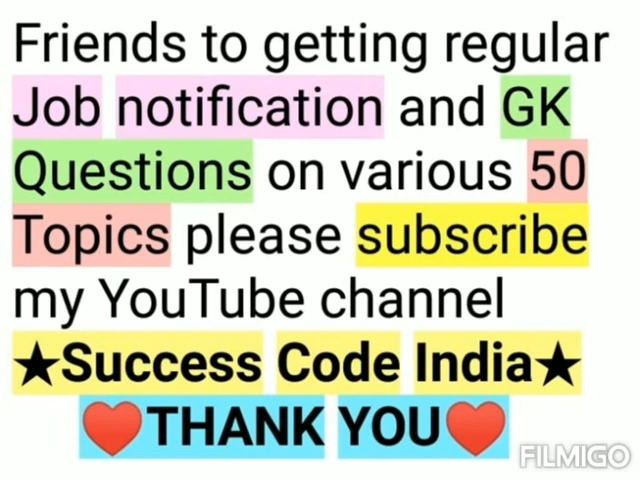 Friends to getting regular
Job notification and GK
Questions on various 50
Topics please subscribe
my YouTube channel
★Success Code India★
❤️THANK YOU❤️
FILMIGO